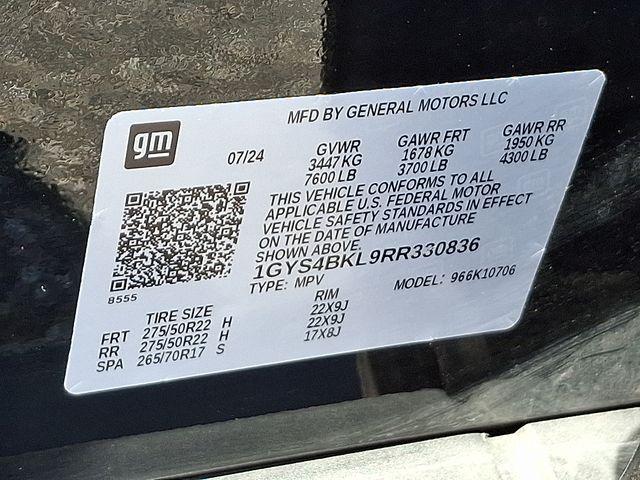 gm
MFD BY GENERAL MOTORS LLC
07/24
GVWR GAWR FRT GAWR RR
3447 KG 1678 KG 1950 KG
7600 LB 3700 LB 4300 LB
THIS VEHICLE CONFORMS TO ALL
APPLICABLE U.S. FEDERAL MOTOR
VEHICLE SAFETY STANDARDS IN EFFECT
ON THE DATE OF MANUFACTURE
SHOWN ABOVE.
1GYS4BKL9RR330836
8555
TYPE: MPV MODEL: 966K10706
TIRE SIZE RIM
FRT 275/50R22 H 22X9J
RR 275/50R22 H 22X9J
SPA 265/70R17 S 17X8J